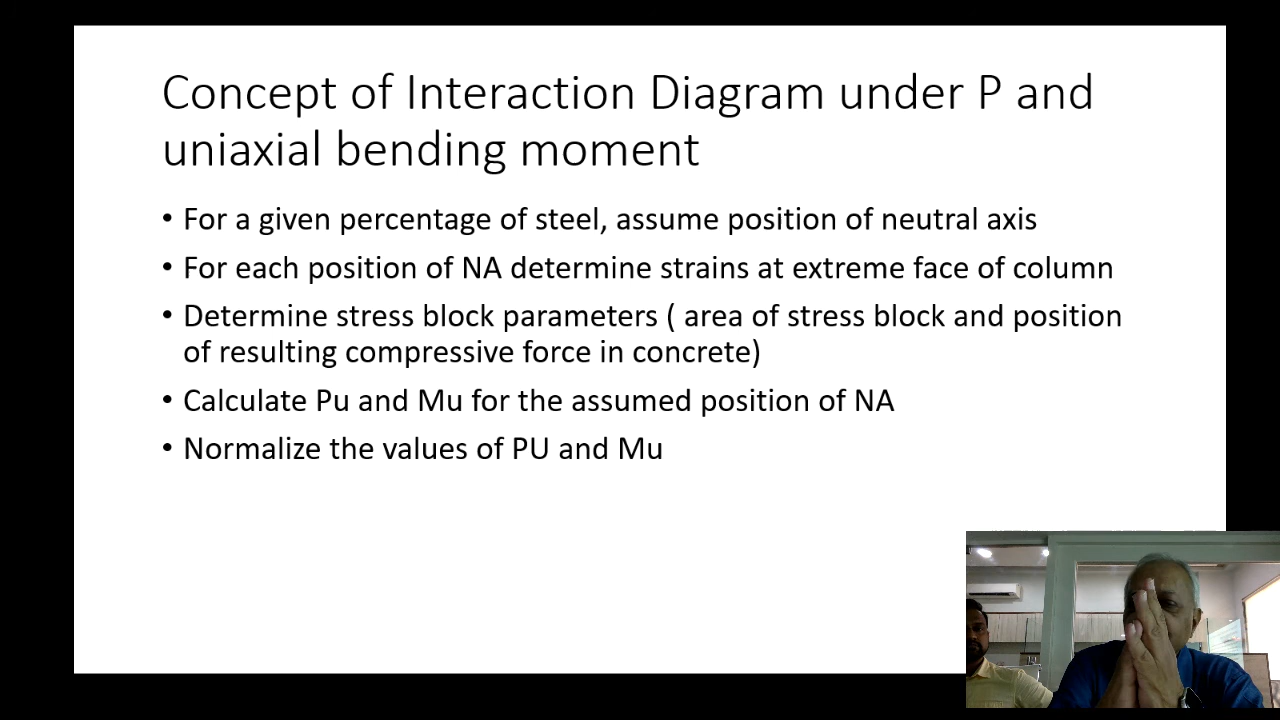 Concept of Interaction Diagram under P and
uniaxial bending moment
• For a given percentage of steel, assume position of neutral axis
• For each position of NA determine strains at extreme face of column
• Determine stress block parameters ( area of stress block and position
of resulting compressive force in concrete)
• Calculate Pu and Mu for the assumed position of NA
• Normalize the values of PU and Mu